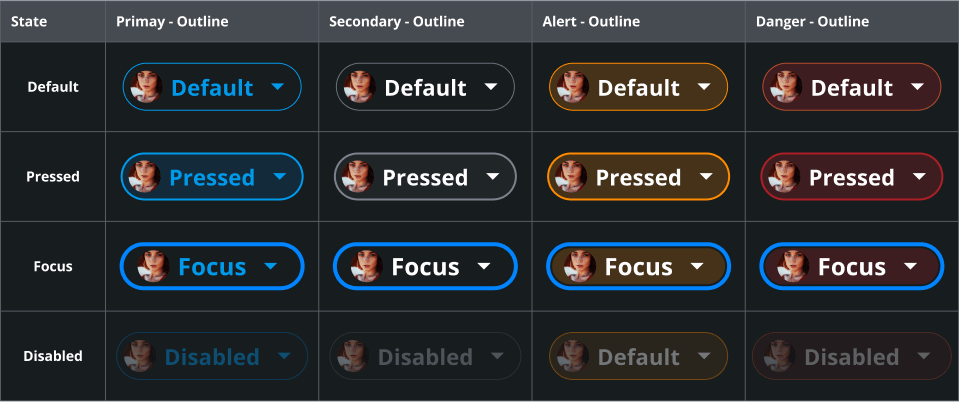 State Primay - Outline Secondary - Outline Alert - Outline Danger - Outline
Default Default Default Default Default
Pressed Pressed Pressed Pressed Pressed
Focus Focus Focus Focus Focus
Disabled Disabled Disabled Default Disabled